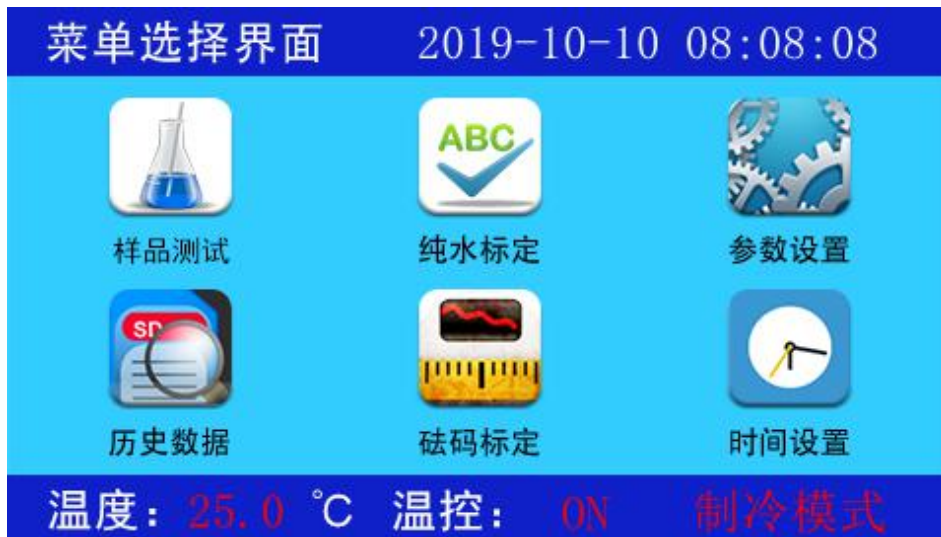 菜单选择界面 2019-10-10 08:08:08
ABC
样品测试 纯水标定 参数设置
SD
历史数据 砝码标定 时间设置
温度：25.0 ℃ 温控：ON 制冷模式